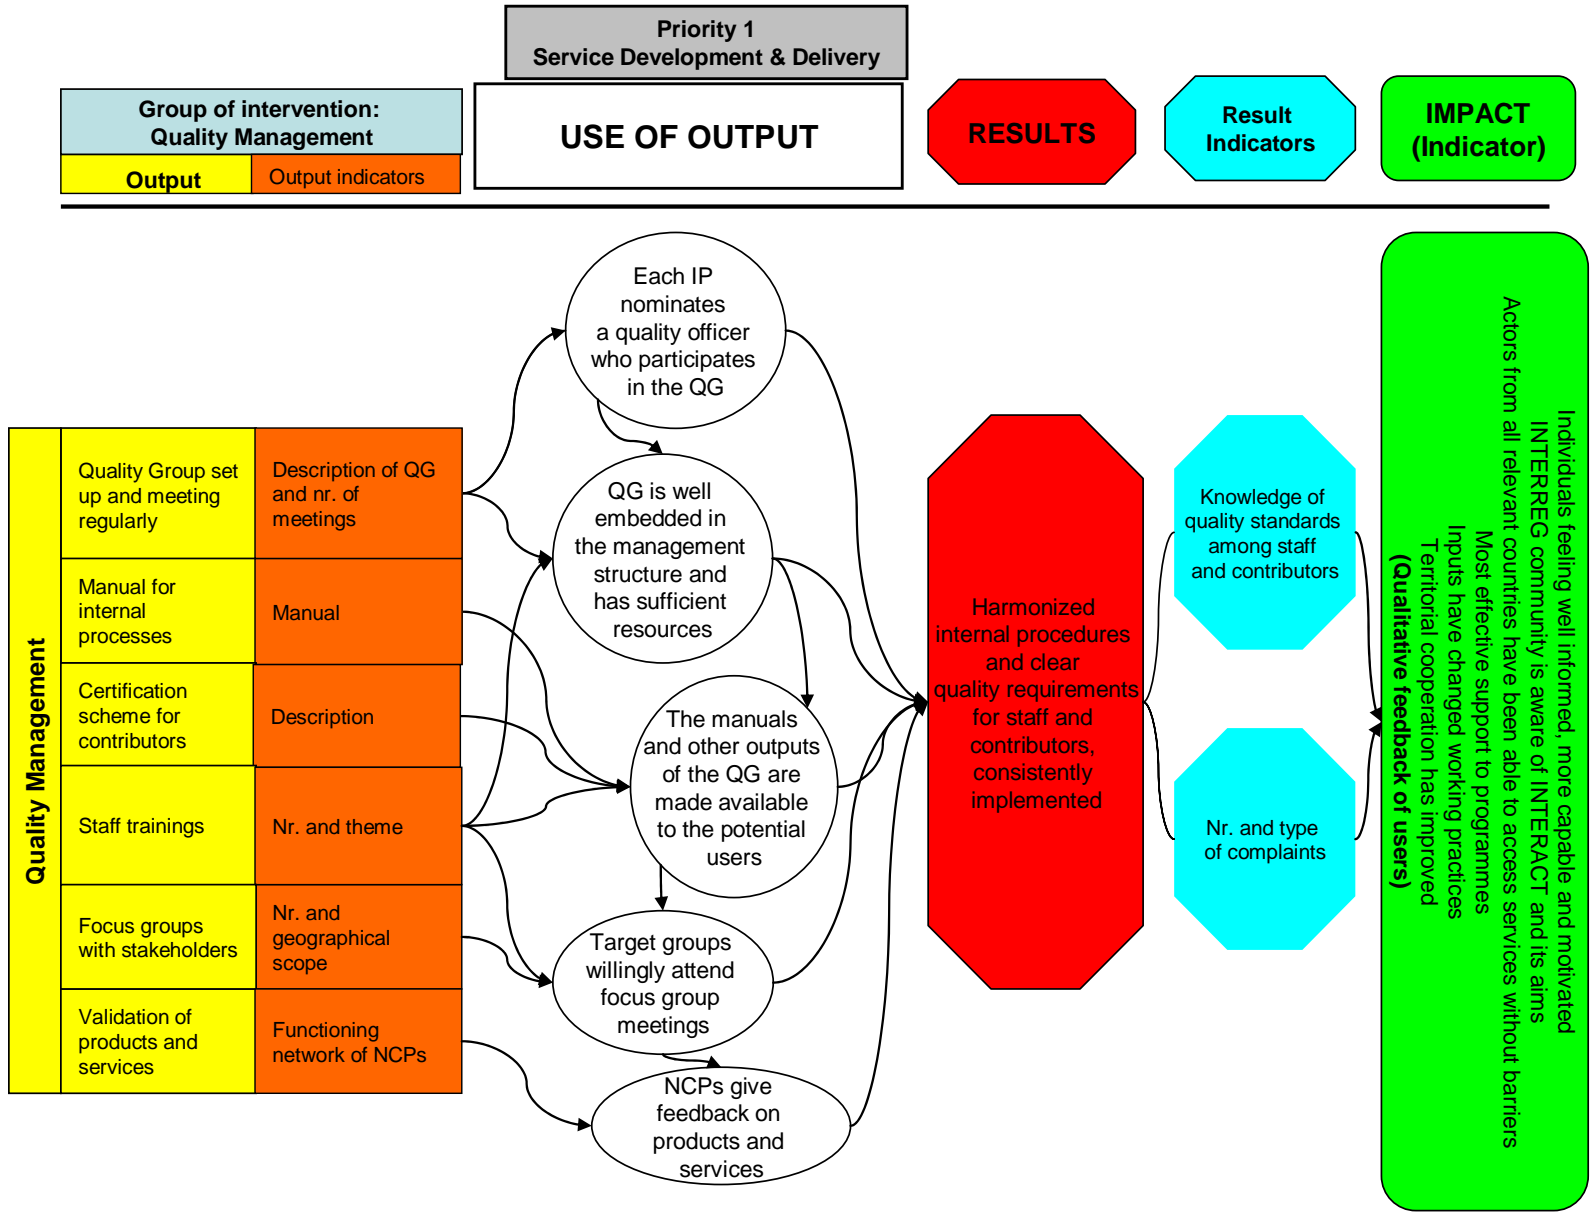 Priority 1
Service Development & Delivery
Group of intervention:
Quality Management
Output
Output indicators
USE OF OUTPUT
RESULTS
Result
Indicators
IMPACT
(Indicator)
Quality Management
Quality Group set
up and meeting
regularly
Description of QG
and nr. of
meetings
Manual for
internal
processes
Manual
Certification
scheme for
contributors
Description
Staff trainings
Nr. and theme
Focus groups
with stakeholders
Nr. and
geographical
scope
Validation of
products and
services
Functioning
network of NCPs
Each IP
nominates
a quality officer
who participates
in the QG
QG is well
embedded in
the management
structure and
has sufficient
resources
The manuals
and other outputs
of the QG are
made available
to the potential
users
Target groups
willingly attend
focus group
meetings
NCPs give
feedback on
products and
services
Harmonized
internal procedures
and clear
quality requirements
for staff and
contributors,
consistently
implemented
Knowledge of
quality standards
among staff
and contributors
Nr. and type
of complaints
Individuals feeling well informed, more capable and motivated
INTERREG community is aware of INTERACT and its aims
Actors from all relevant countries have been able to access services without barriers
Most effective support to programmes
Inputs have changed working practices
Territorial cooperation has improved
(Qualitative feedback of users)